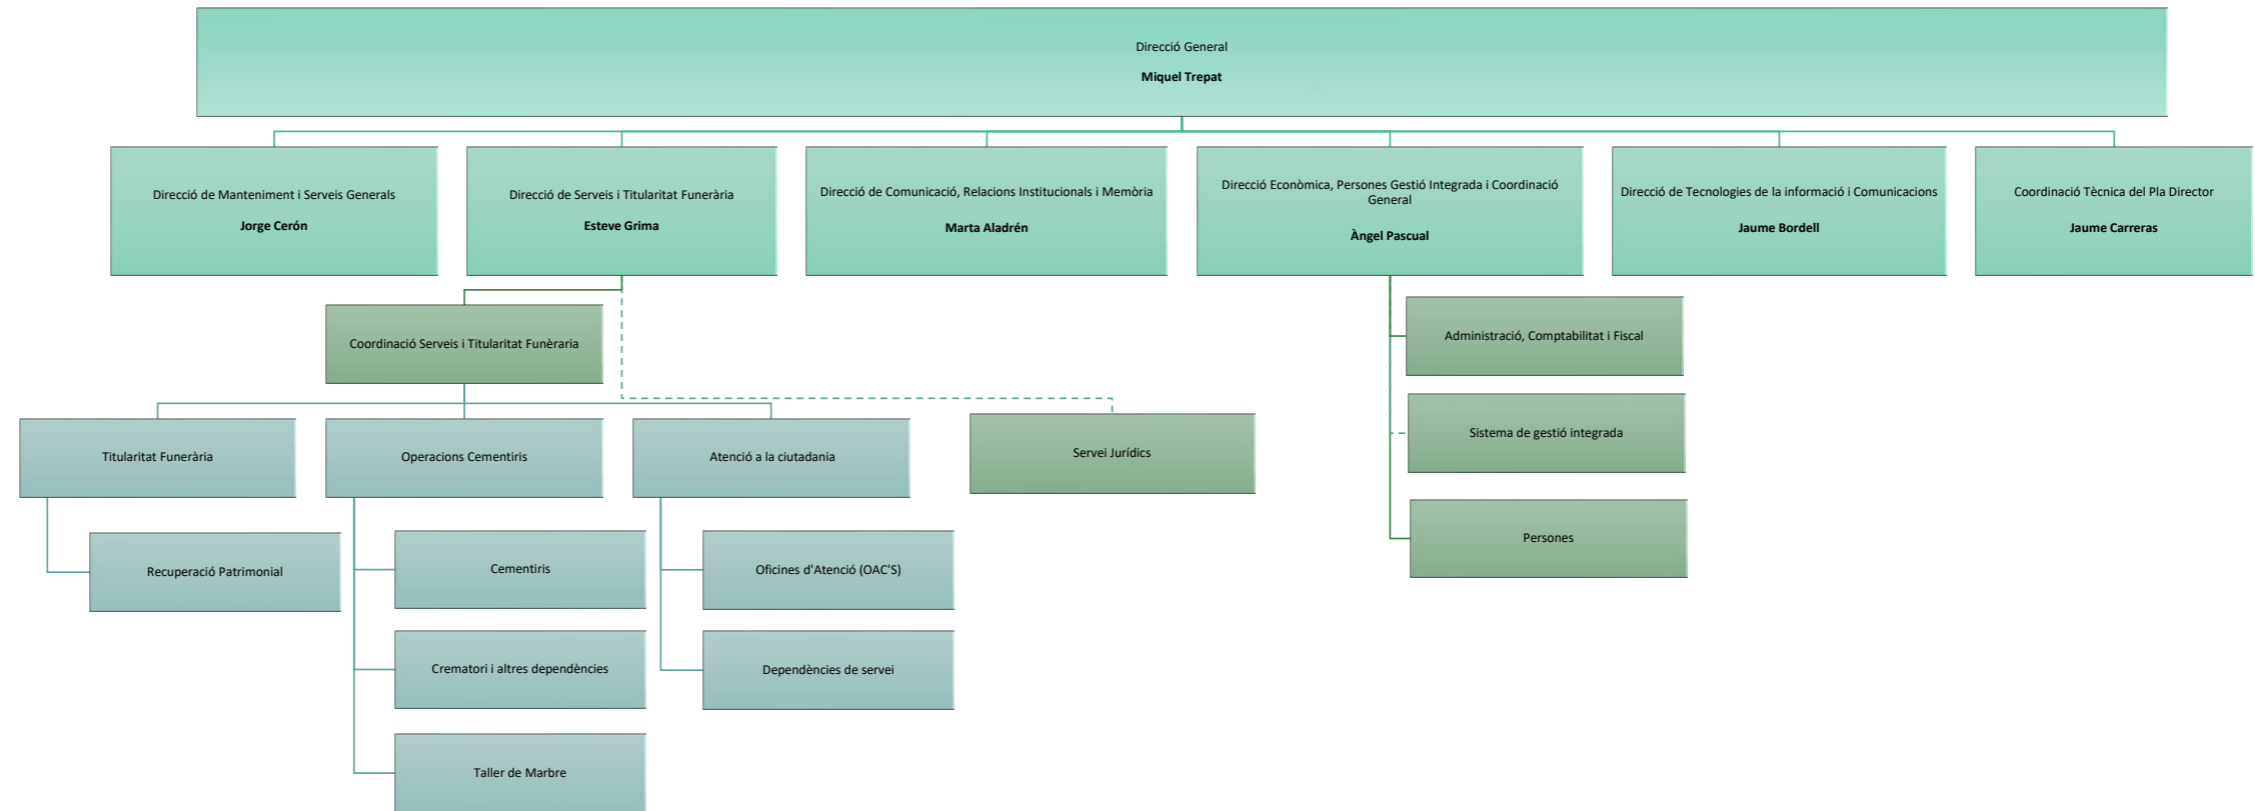 Direcció General
Miquel Trepat
Direcció de Manteniment i Serveis Generals
Jorge Cerón
Direcció de Serveis i Titularitat Funerària
Esteve Grima
Direcció de Comunicació, Relacions Institucionals i Memòria
Marta Aladrén
Direcció Econòmica, Persones Gestió Integrada i Coordinació
General
Àngel Pascual
Direcció de Tecnologies de la informació i Comunicacions
Jaume Bordell
Coordinació Tècnica del Pla Director
Jaume Carreras
Coordinació Serveis i Titularitat Funèraria
Administració, Comptabilitat i Fiscal
Sistema de gestió integrada
Persones
Titularitat Funerària
Operacions Cementiris
Atenció a la ciutadania
Servei Jurídics
Recuperació Patrimonial
Cementiris
Oficines d'Atenció (OAC'S)
Crematori i altres dependències
Dependències de servei
Taller de Marbre